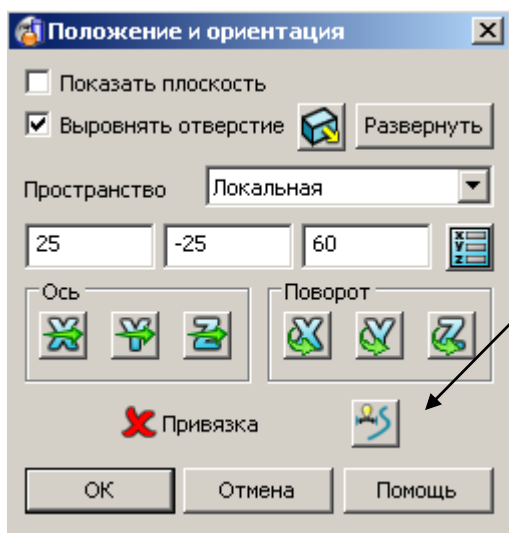 Положение и ориентация
Показать плоскость
Выровнять отверстие Развернуть
Пространство Локальная
25 -25 60
Ось Поворот
X Y Z X Y Z
Привязка
ОК Отмена Помощь